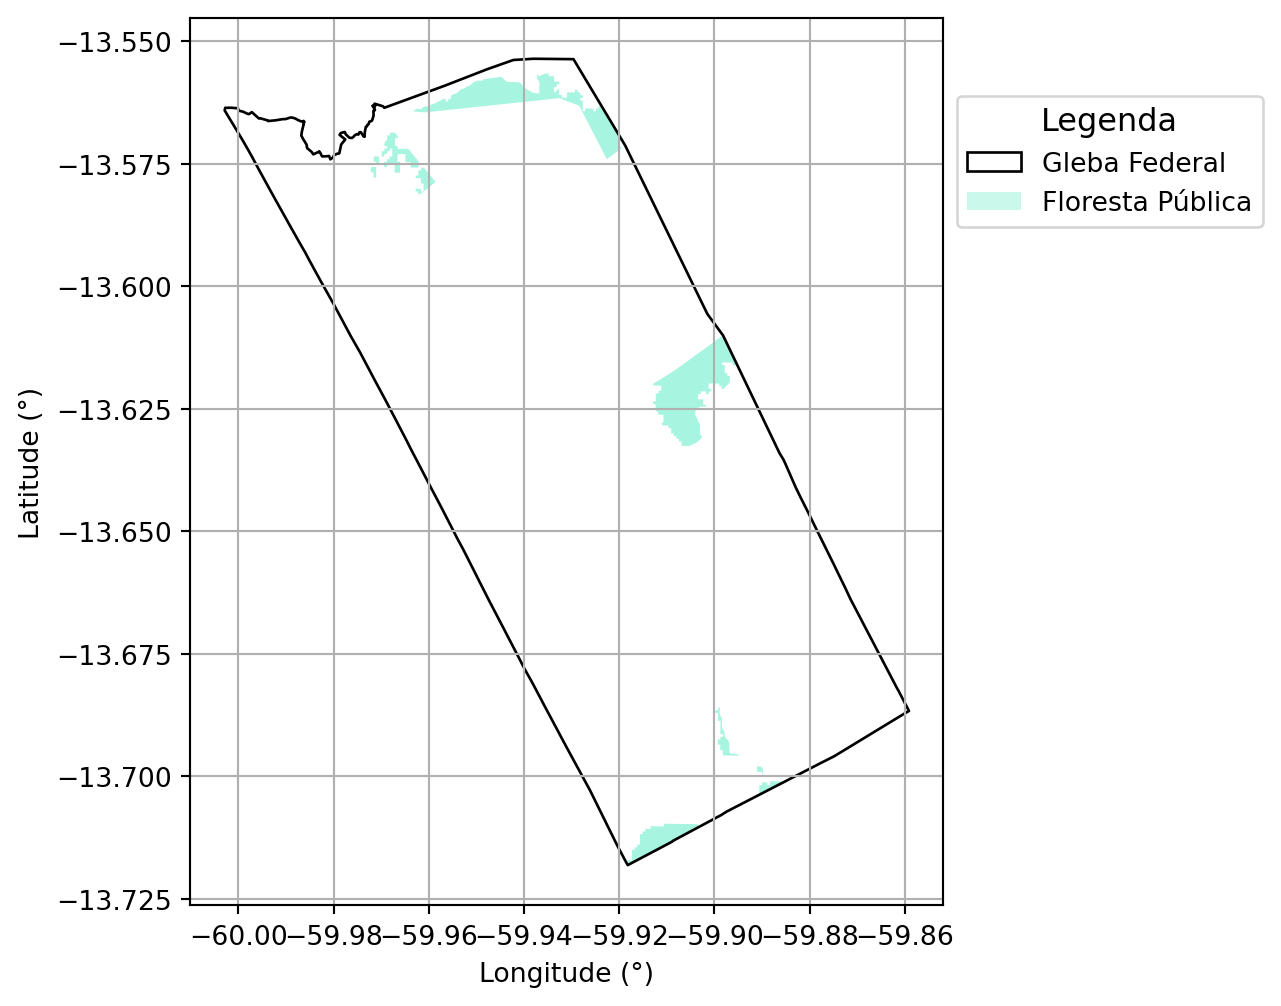 −13.550
−13.575
−13.600
−13.625
−13.650
−13.675
−13.700
−13.725
Latitude (°)
−60.00−59.98−59.96−59.94−59.92−59.90−59.88−59.86
Longitude (°)
Legenda
Gleba Federal
Floresta Pública